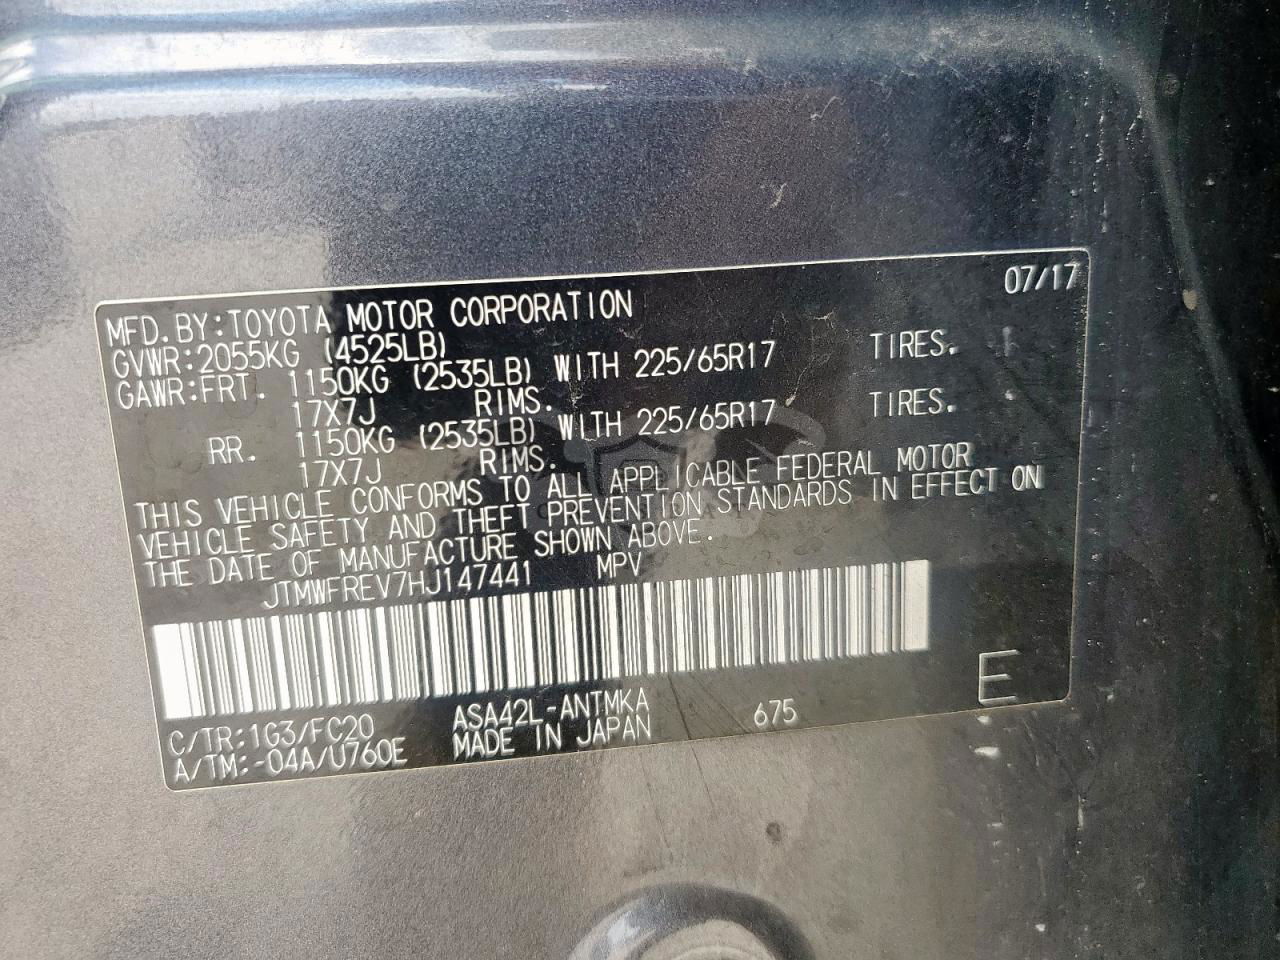 07/17
MFD.BY:TOYOTA MOTOR CORPORATION
GVWR:2055KG (4525LB)
GAWR:FRT. 1150KG (2535LB) WITH 225/65R17 TIRES.
17X7J RIMS.
RR. 1150KG (2535LB) WITH 225/65R17 TIRES.
17X7J RIMS.
THIS VEHICLE CONFORMS TO ALL APPLICABLE FEDERAL MOTOR
VEHICLE SAFETY AND THEFT PREVENTION STANDARDS IN EFFECT ON
THE DATE OF MANUFACTURE SHOWN ABOVE.
JTMWFREV7HJ147441 MPV
C/TR:1G3/FC20 ASA42L-ANTMKA 675 E
A/TM:-04A/U760E MADE IN JAPAN